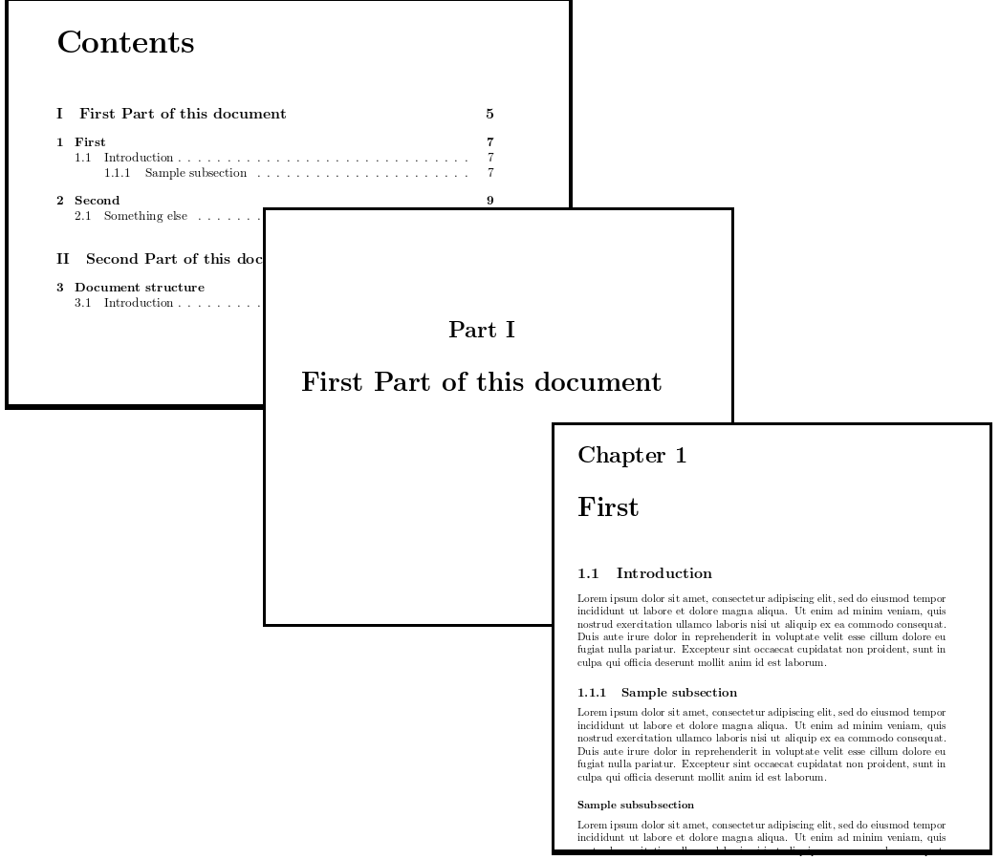 Contents
I First Part of this document 5
1 First 7
1.1 Introduction . . . . . . . . . . . . . . . . . . . . . . . . . . . . . . 7
1.1.1 Sample subsection . . . . . . . . . . . . . . . . . . . . . . 7
2 Second 9
2.1 Something else . . . . . . .
II Second Part of this doc
3 Document structure
3.1 Introduction . . . . . . . . .
Part I
First Part of this document
Chapter 1
First
1.1 Introduction
Lorem ipsum dolor sit amet, consectetur adipiscing elit, sed do eiusmod tempor
incididunt ut labore et dolore magna aliqua. Ut enim ad minim veniam, quis
nostrud exercitation ullamco laboris nisi ut aliquip ex ea commodo consequat.
Duis aute irure dolor in reprehenderit in voluptate velit esse cillum dolore eu
fugiat nulla pariatur. Excepteur sint occaecat cupidatat non proident, sunt in
culpa qui officia deserunt mollit anim id est laborum.
1.1.1 Sample subsection
Lorem ipsum dolor sit amet, consectetur adipiscing elit, sed do eiusmod tempor
incididunt ut labore et dolore magna aliqua. Ut enim ad minim veniam, quis
nostrud exercitation ullamco laboris nisi ut aliquip ex ea commodo consequat.
Duis aute irure dolor in reprehenderit in voluptate velit esse cillum dolore eu
fugiat nulla pariatur. Excepteur sint occaecat cupidatat non proident, sunt in
culpa qui officia deserunt mollit anim id est laborum.
Sample subsubsection
Lorem ipsum dolor sit amet, consectetur adipiscing elit, sed do eiusmod tempor
incididunt ut labore et dolore magna aliqua. Ut enim ad minim veniam, quis